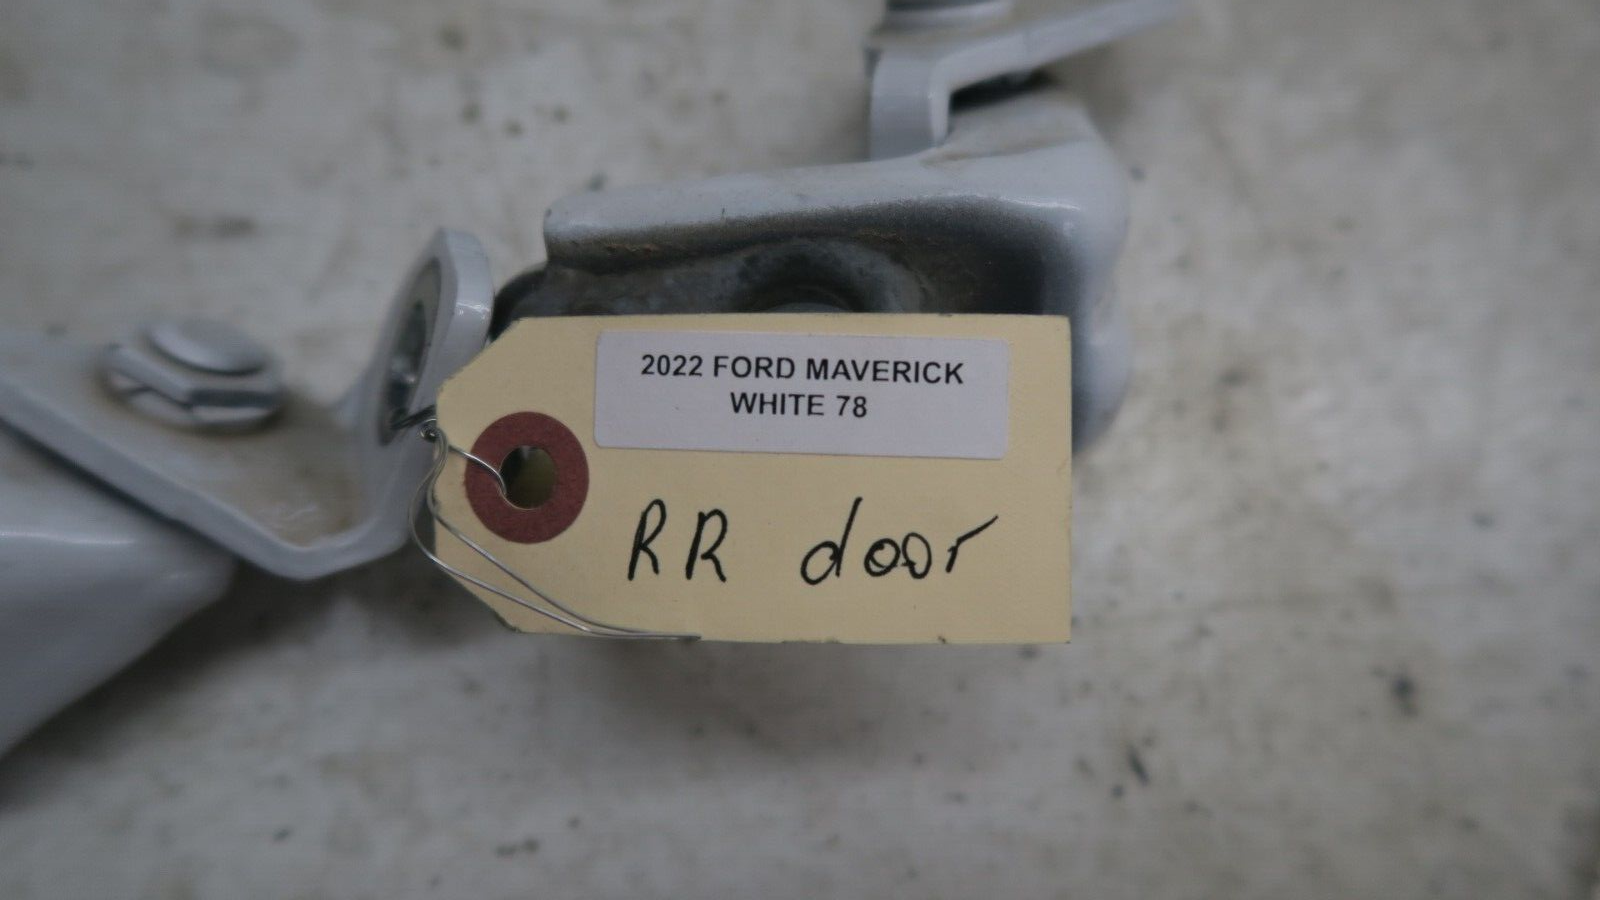 2022 FORD MAVERICK
WHITE 78
RR door